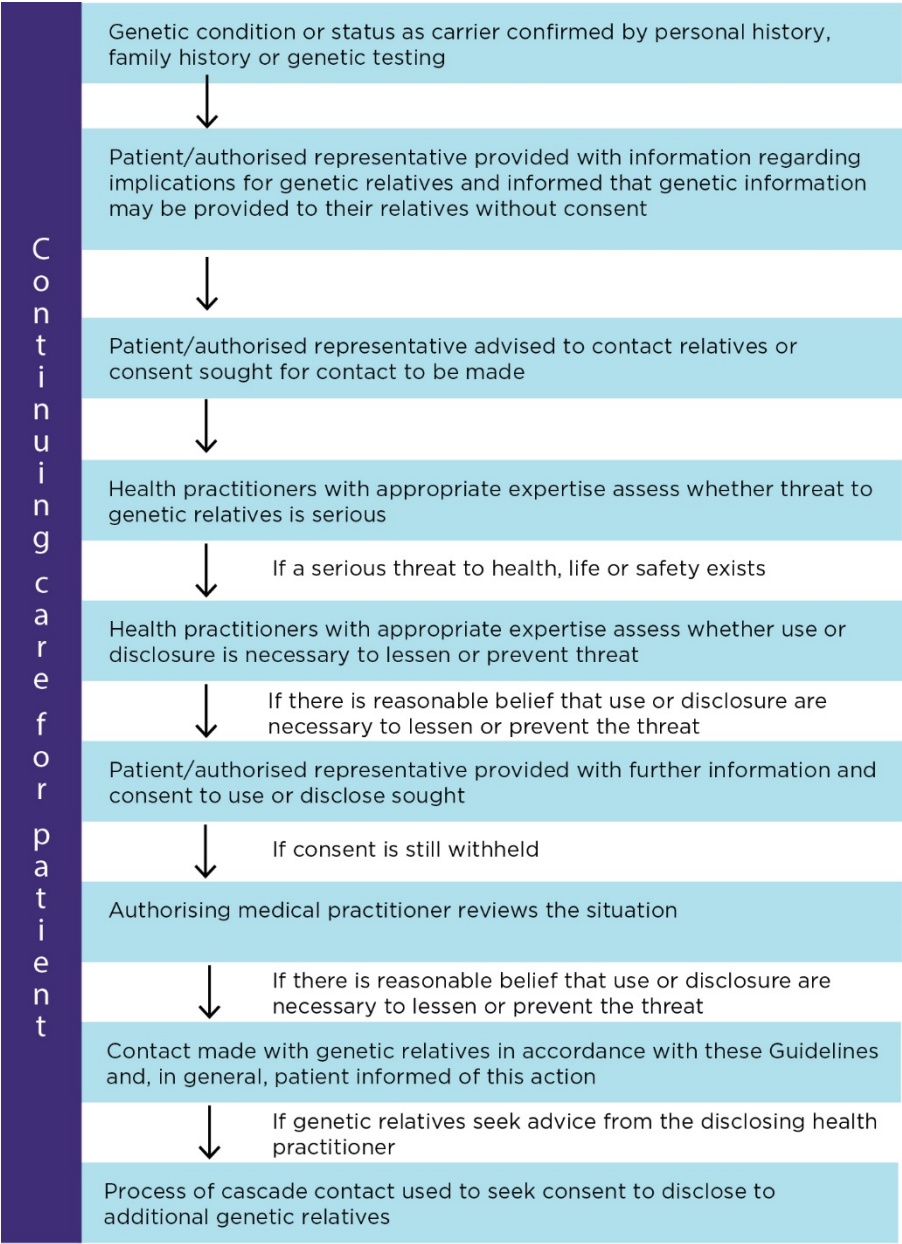 Continuing care for patient
Genetic condition or status as carrier confirmed by personal history,
family history or genetic testing
Patient/authorised representative provided with information regarding
implications for genetic relatives and informed that genetic information
may be provided to their relatives without consent
Patient/authorised representative advised to contact relatives or
consent sought for contact to be made
Health practitioners with appropriate expertise assess whether threat to
genetic relatives is serious
If a serious threat to health, life or safety exists
Health practitioners with appropriate expertise assess whether use or
disclosure is necessary to lessen or prevent threat
If there is reasonable belief that use or disclosure are
necessary to lessen or prevent the threat
Patient/authorised representative provided with further information and
consent to use or disclose sought
If consent is still withheld
Authorising medical practitioner reviews the situation
If there is reasonable belief that use or disclosure are
necessary to lessen or prevent the threat
Contact made with genetic relatives in accordance with these Guidelines
and, in general, patient informed of this action
If genetic relatives seek advice from the disclosing health
practitioner
Process of cascade contact used to seek consent to disclose to
additional genetic relatives